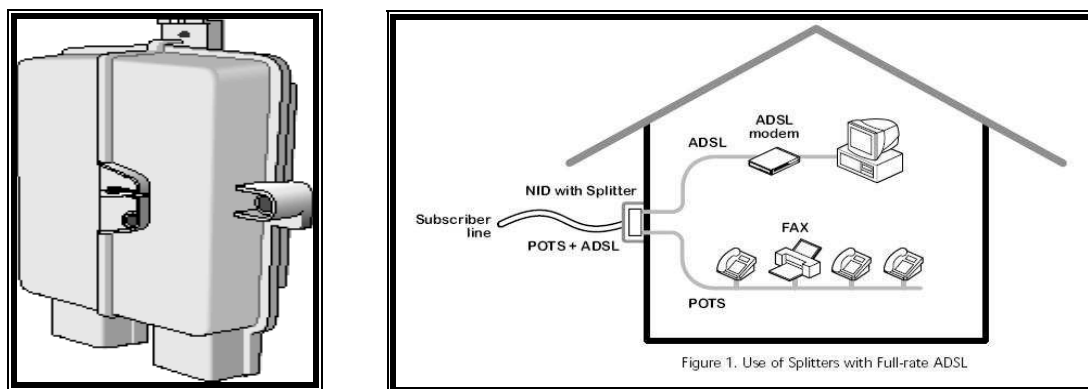 ADSL
modem
ADSL
NID with Splitter
Subscriber
line
POTS + ADSL
FAX
POTS
Figure 1. Use of Splitters with Full-rate ADSL